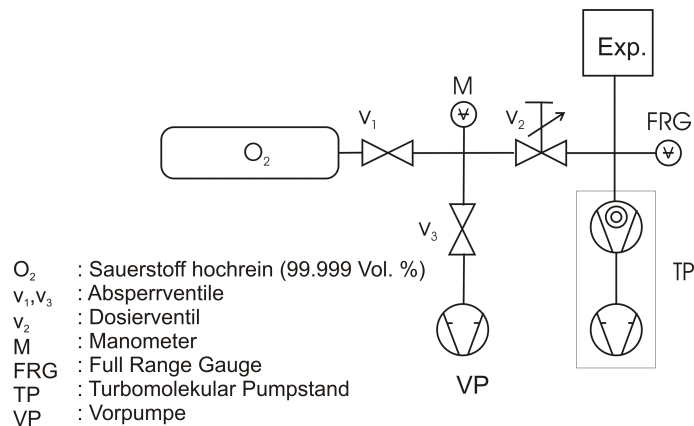 Exp.
M
V₁
V₂
FRG
O₂
V₃
TP
VP
O₂ : Sauerstoff hochrein (99.999 Vol. %)
V₁,V₃ : Absperrventile
V₂ : Dosierventil
M : Manometer
FRG : Full Range Gauge
TP : Turbomolekular Pumpstand
VP : Vorpumpe